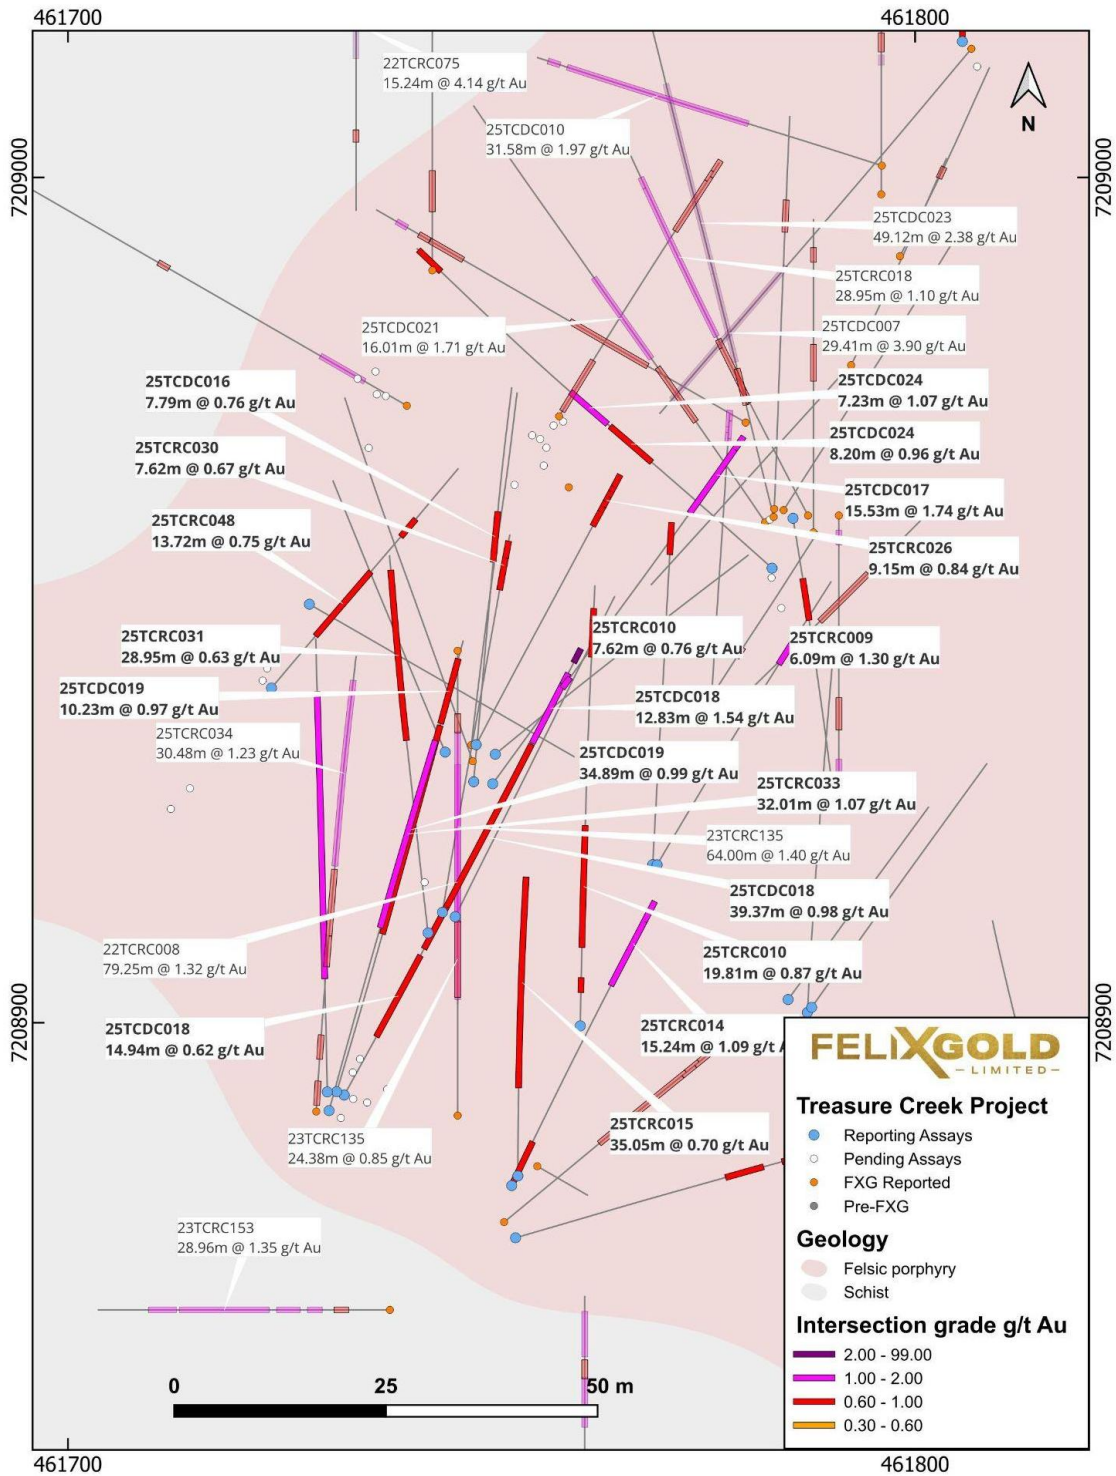 461700
461800
22TCRC075
15.24m @ 4.14 g/t Au
N
25TCDC010
31.58m @ 1.97 g/t Au
7209000
7209000
25TCDC023
49.12m @ 2.38 g/t Au
25TCRC018
28.95m @ 1.10 g/t Au
25TCDC021
16.01m @ 1.71 g/t Au
25TCDC007
29.41m @ 3.90 g/t Au
25TCDC016
7.79m @ 0.76 g/t Au
25TCDC024
7.23m @ 1.07 g/t Au
25TCRC030
7.62m @ 0.67 g/t Au
25TCDC024
8.20m @ 0.96 g/t Au
25TCDC017
15.53m @ 1.74 g/t Au
25TCRC048
13.72m @ 0.75 g/t Au
25TCRC026
9.15m @ 0.84 g/t Au
25TCRC031
28.95m @ 0.63 g/t Au
25TCRC010
7.62m @ 0.76 g/t Au
25TCRC009
6.09m @ 1.30 g/t Au
25TCDC019
10.23m @ 0.97 g/t Au
25TCDC018
12.83m @ 1.54 g/t Au
25TCRC034
30.48m @ 1.23 g/t Au
25TCDC019
34.89m @ 0.99 g/t Au
25TCRC033
32.01m @ 1.07 g/t Au
23TCRC135
64.00m @ 1.40 g/t Au
25TCDC018
39.37m @ 0.98 g/t Au
22TCRC008
79.25m @ 1.32 g/t Au
25TCRC010
19.81m @ 0.87 g/t Au
7208900
7208900
25TCDC018
14.94m @ 0.62 g/t Au
25TCRC014
15.24m @ 1.09 g/t
25TCRC015
35.05m @ 0.70 g/t Au
23TCRC135
24.38m @ 0.85 g/t Au
23TCRC153
28.96m @ 1.35 g/t Au
FELIXGOLD
LIMITED
Treasure Creek Project
Reporting Assays
Pending Assays
FXG Reported
Pre-FXG
Geology
Felsic porphyry
Schist
Intersection grade g/t Au
2.00 - 99.00
1.00 - 2.00
0.60 - 1.00
0.30 - 0.60
0
25
50 m
461700
461800